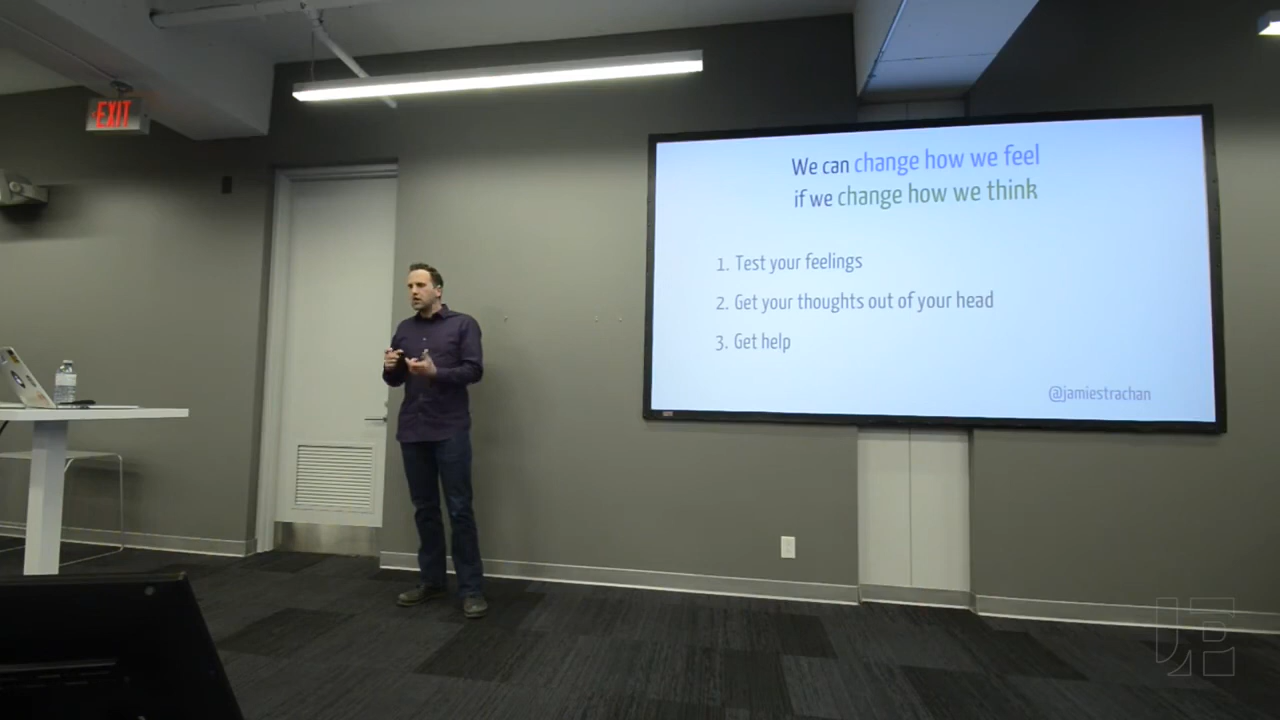 EXIT
We can change how we feel
if we change how we think
1. Test your feelings
2. Get your thoughts out of your head
3. Get help
@jamiestrachan